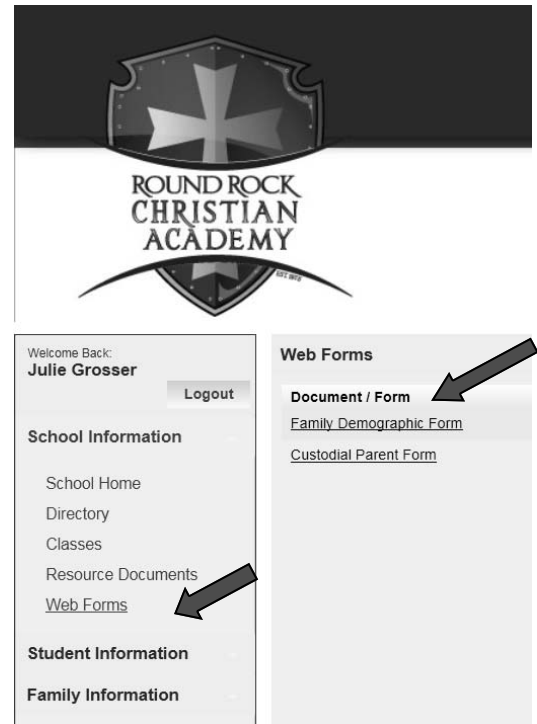 ROUND ROCK
CHRISTIAN
ACADEMY
Welcome Back:
Julie Grosser
Logout
School Information
School Home
Directory
Classes
Resource Documents
Web Forms
Student Information
Family Information
Web Forms
Document / Form
Family Demographic Form
Custodial Parent Form